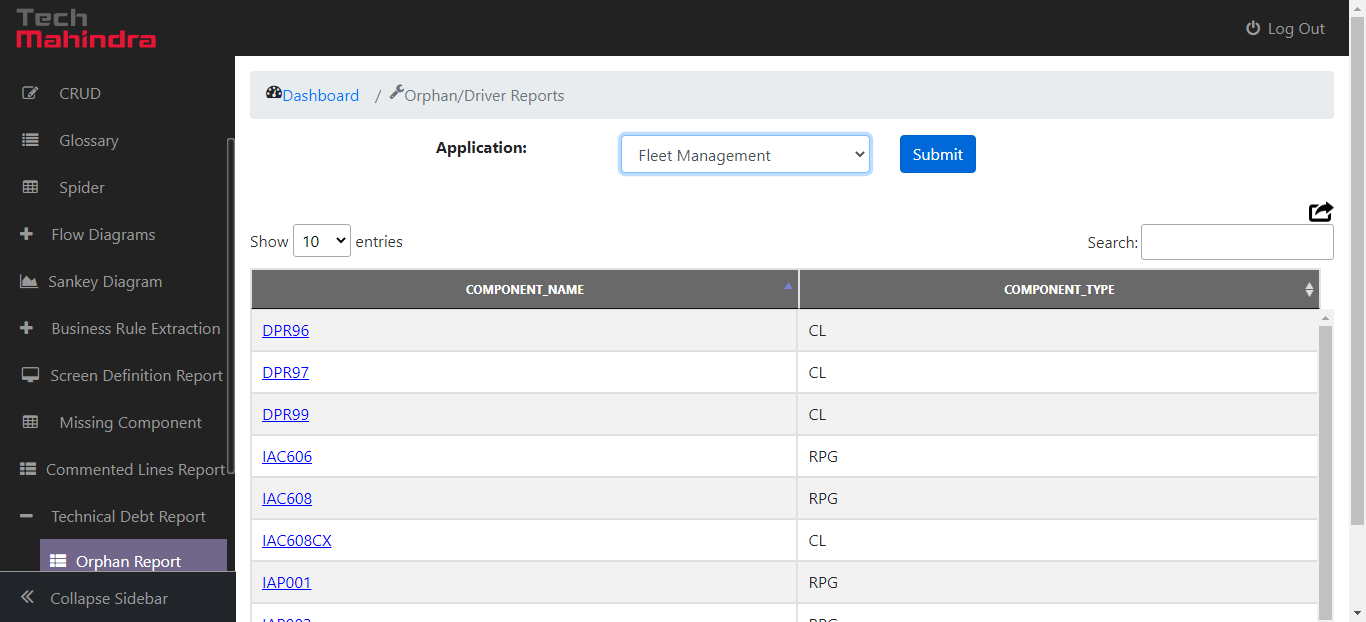 Tech
Mahindra
Log Out
CRUD
Glossary
Spider
Flow Diagrams
Sankey Diagram
Business Rule Extraction
Screen Definition Report
Missing Component
Commented Lines Report
Technical Debt Report
Orphan Report
Collapse Sidebar
Dashboard / Orphan/Driver Reports
Application: Fleet Management Submit
Show 10 entries Search:
COMPONENT_NAME COMPONENT_TYPE
DPR96 CL
DPR97 CL
DPR99 CL
IAC606 RPG
IAC608 RPG
IAC608CX CL
IAP001 RPG